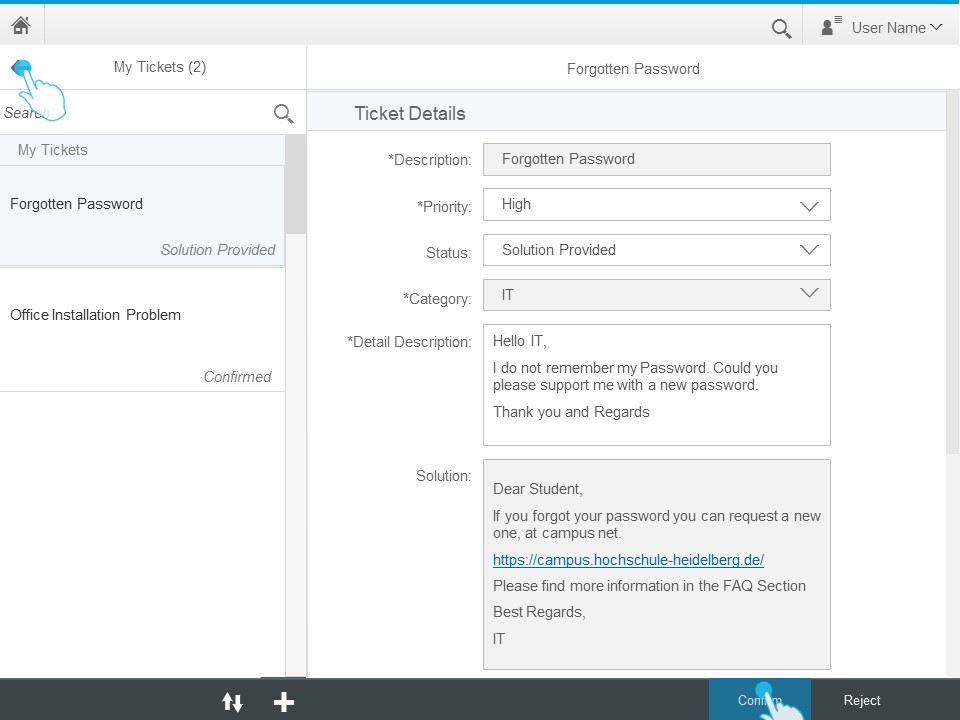 User Name
My Tickets (2)
Forgotten Password
Ticket Details
My Tickets
Forgotten Password
Solution Provided
Office Installation Problem
Confirmed
*Description:
Forgotten Password
*Priority:
High
Status:
Solution Provided
*Category:
IT
*Detail Description:
Hello IT,
I do not remember my Password. Could you
please support me with a new password.
Thank you and Regards
Solution:
Dear Student,
If you forgot your password you can request a new
one, at campus net.
https://campus.hochschule-heidelberg.de/
Please find more information in the FAQ Section
Best Regards,
IT
Confirm
Reject